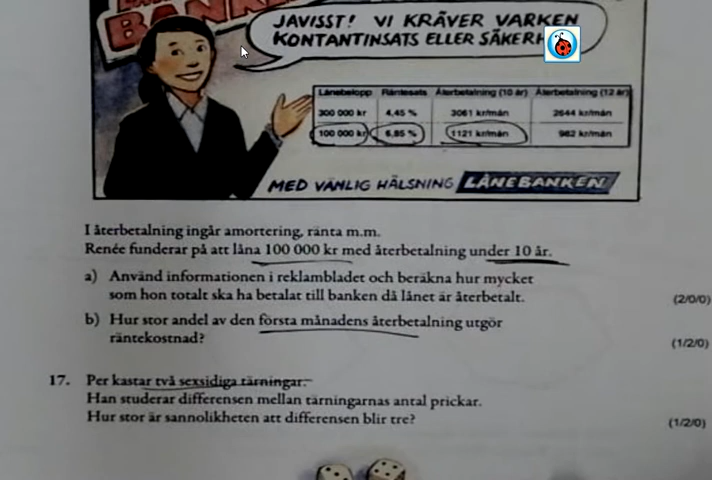 BANKEN
JAVISST! VI KRÄVER VARKEN
KONTANTINSATS ELLER SÄKERH
Lånebelopp Räntesats Återbetalning (10 år) Återbetalning (12 år)
300 000 kr 4,45 % 3061 kr/mån 2644 kr/mån
100 000 kr 6,85 % 1121 kr/mån 962 kr/mån
MED VÄNLIG HÄLSNING LÅNEBANKEN
I återbetalning ingår amortering, ränta m.m.
Renée funderar på att låna 100 000 kr med återbetalning under 10 år.
a) Använd informationen i reklambladet och beräkna hur mycket
som hon totalt ska ha betalat till banken då lånet är återbetalt.
(2/0/0)
b) Hur stor andel av den första månadens återbetalning utgör
räntekostnad?
(1/2/0)
17. Per kastar två sexsidiga tärningar.
Han studerar differensen mellan tärningarnas antal prickar.
Hur stor är sannolikheten att differensen blir tre?
(1/2/0)